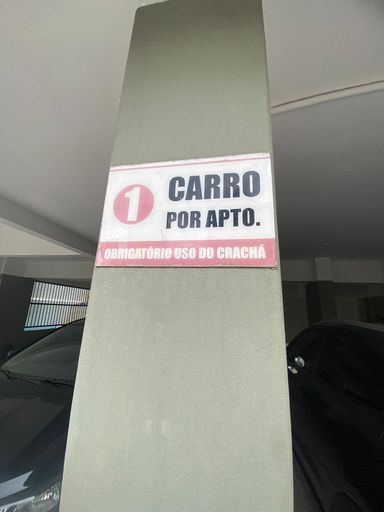 1 CARRO
POR APTO.
OBRIGATÓRIO USO DO CRACHÁ